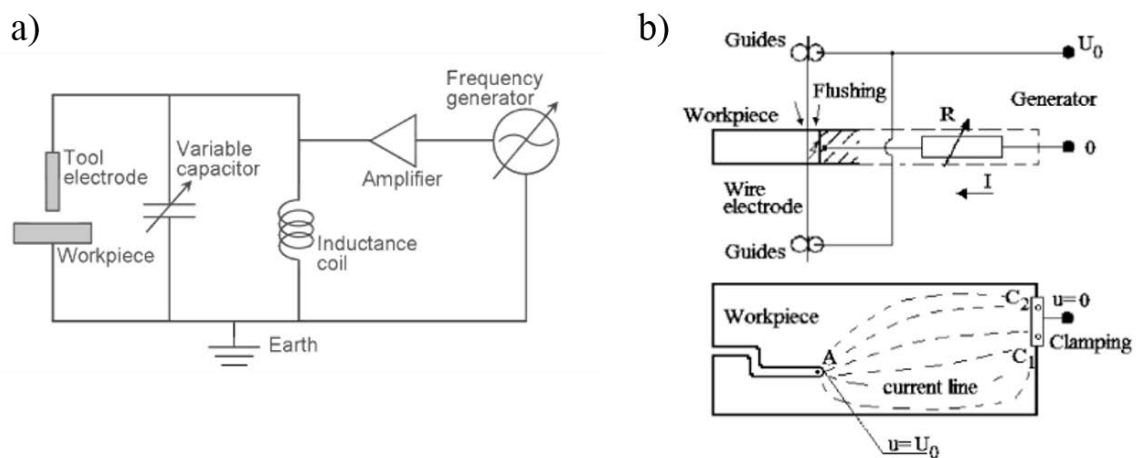 a)
Frequency
generator
Tool
electrode
Variable
capacitor
Amplifier
Workpiece
Inductance
coil
Earth
b)
Guides
U₀
Flushing
Generator
Workpiece
R
0
I
Wire
electrode
Guides
C₂
u=0
Workpiece
Clamping
A
C₁
current line
u=U₀